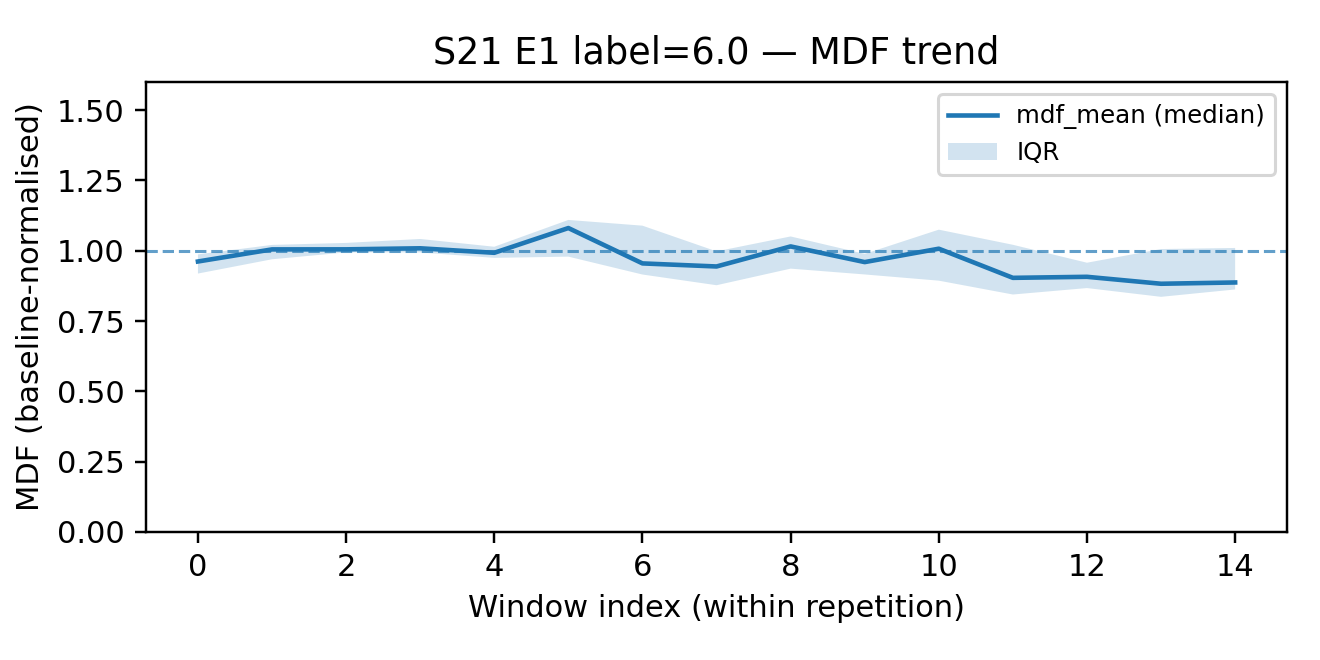 S21 E1 label=6.0 — MDF trend
MDF (baseline-normalised)
1.50
1.25
1.00
0.75
0.50
0.25
0.00
mdf_mean (median)
IQR
0 2 4 6 8 10 12 14
Window index (within repetition)